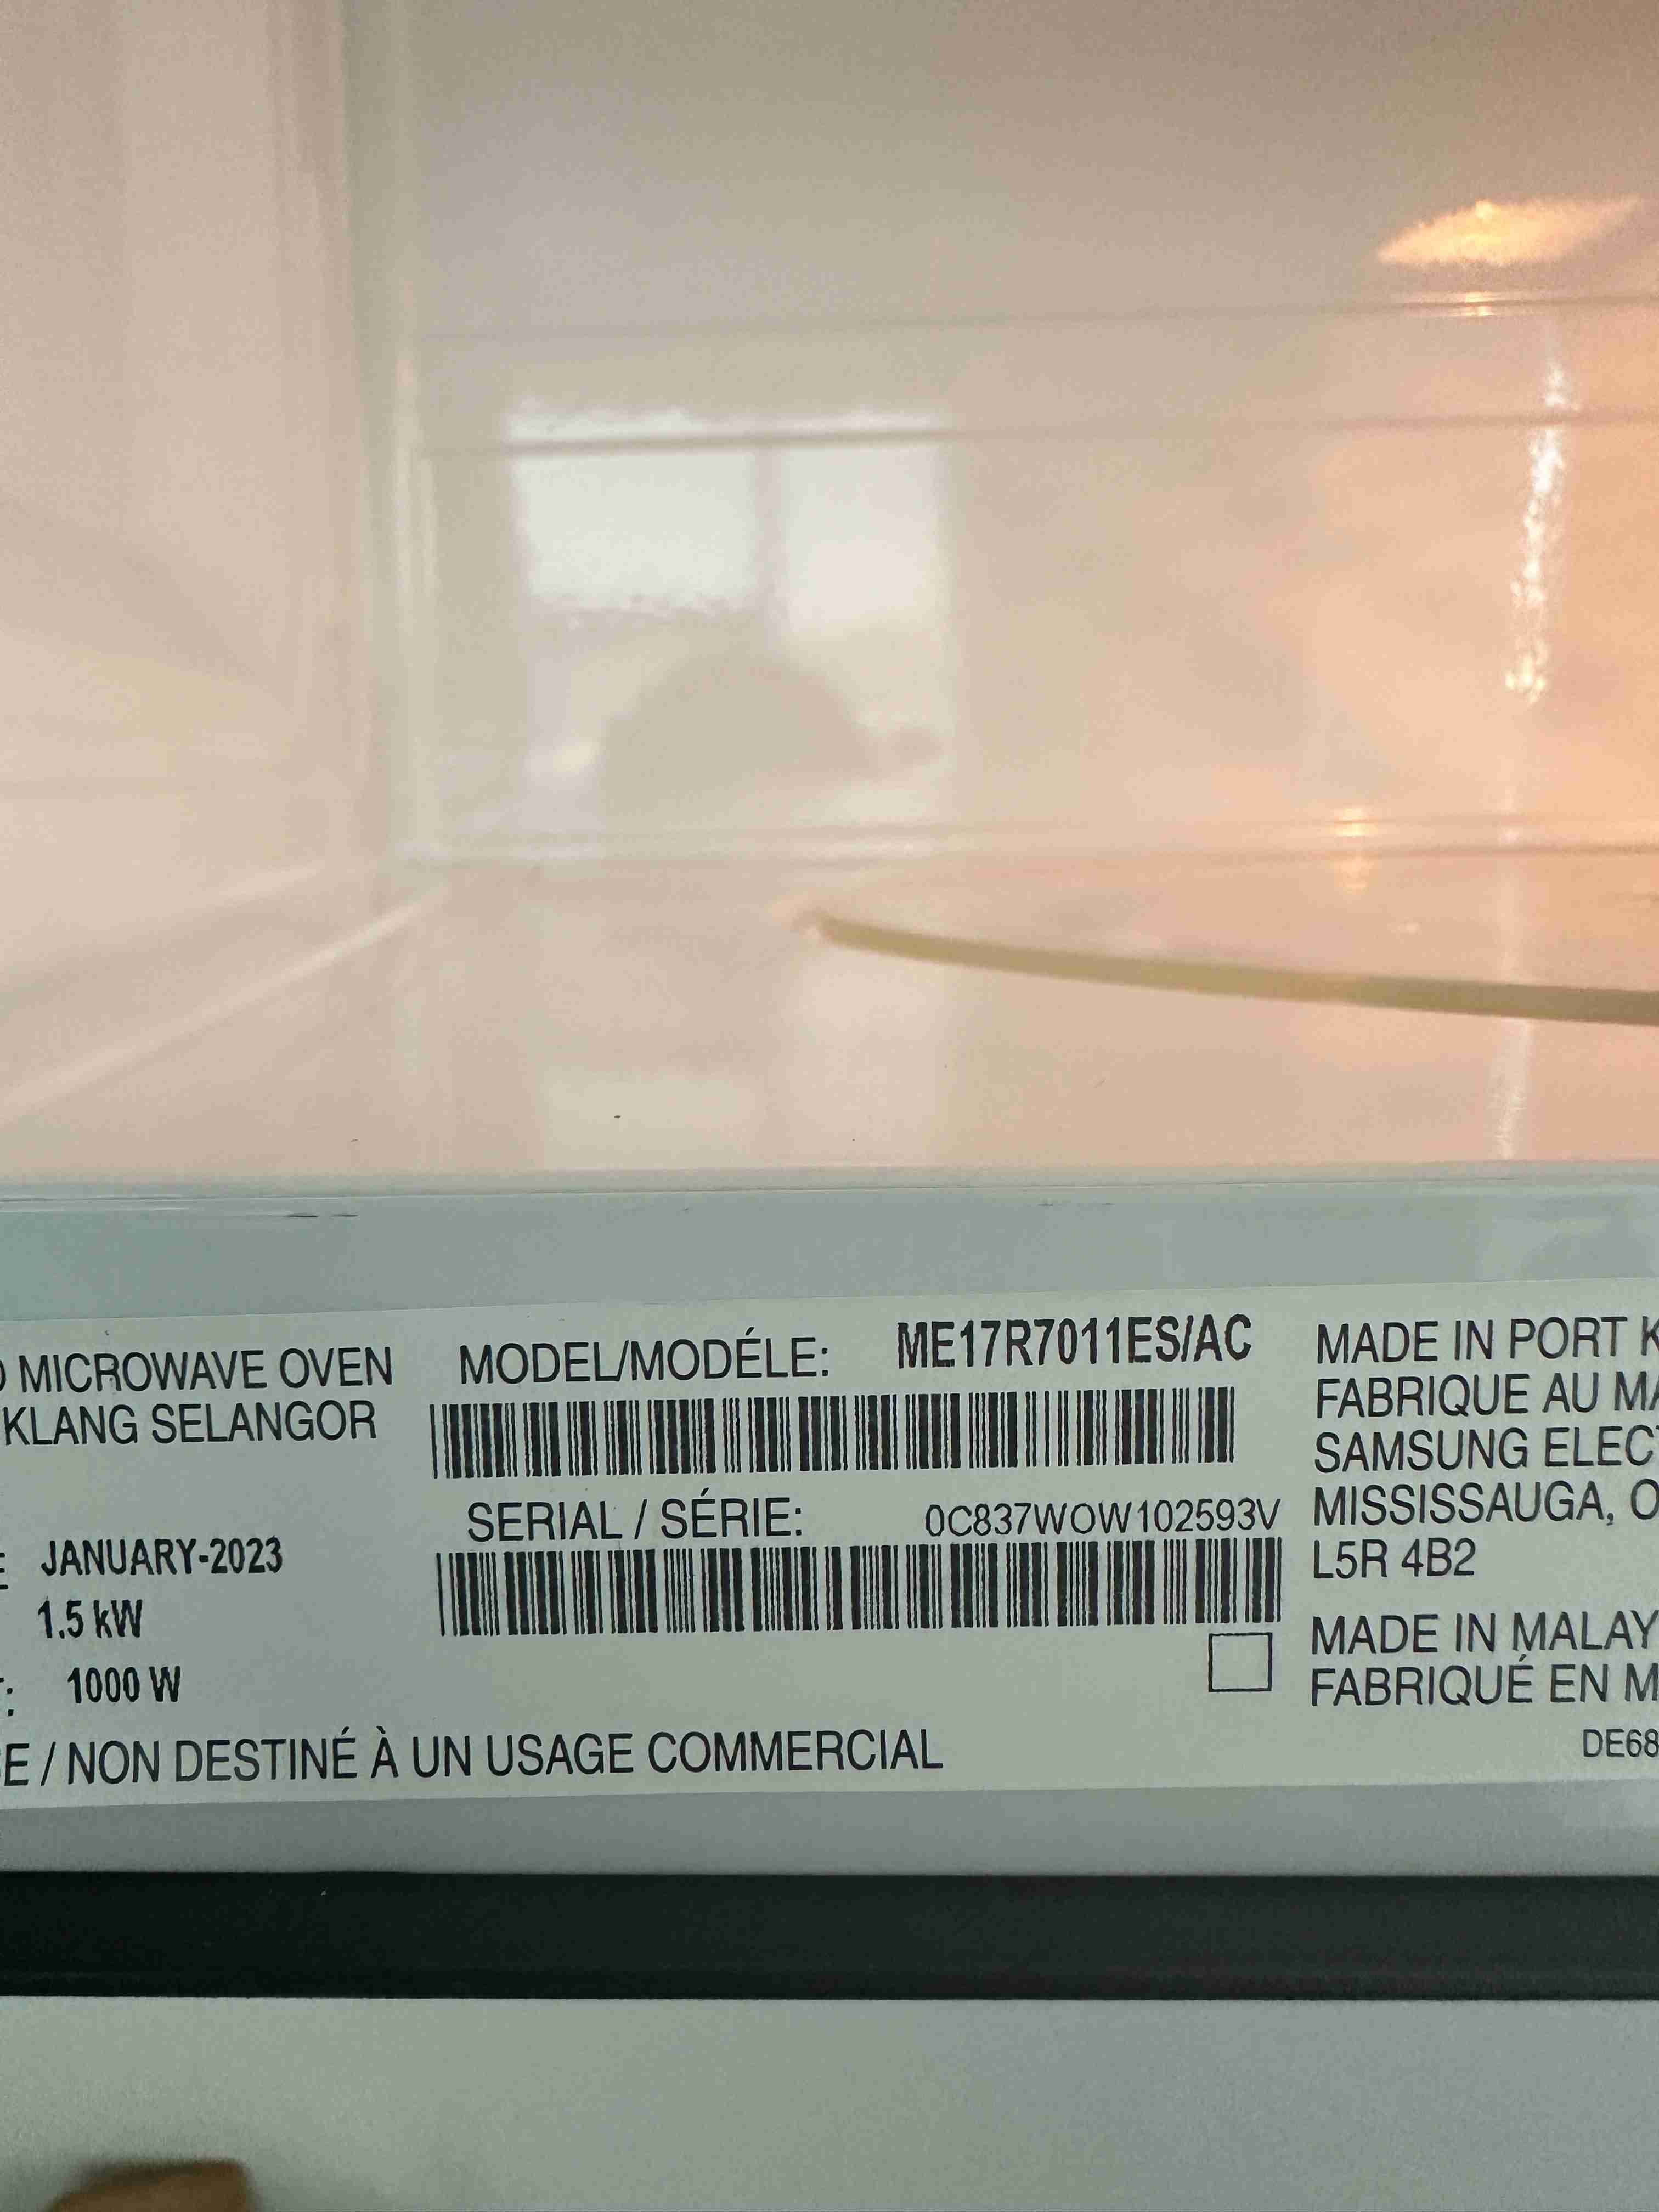 MICROWAVE OVEN
KLANG SELANGOR
JANUARY-2023
1.5 kW
1000 W
E / NON DESTINÉ À UN USAGE COMMERCIAL
MODEL/MODÉLE: ME17R7011ES/AC
SERIAL / SÉRIE: 0C837WOW102593V
MADE IN PORT K
FABRIQUE AU MA
SAMSUNG ELECT
MISSISSAUGA, O
L5R 4B2
MADE IN MALAY
FABRIQUÉ EN M
DE68